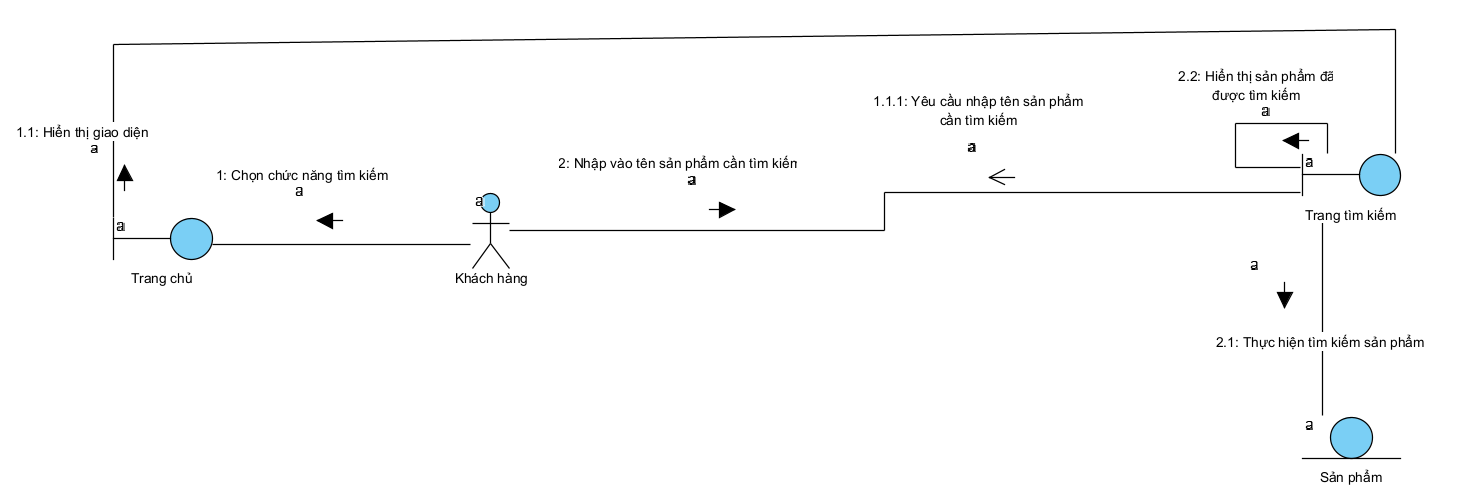 2.2: Hiển thị sản phẩm đã
được tìm kiếm
a
1.1.1: Yêu cầu nhập tên sản phẩm
cần tìm kiếm
a
1.1: Hiển thị giao diện
a
2: Nhập vào tên sản phẩm cần tìm kiến
a
1: Chọn chức năng tìm kiếm
a
a
a
a
Trang tìm kiếm
Trang chủ
Khách hàng
a
2.1: Thực hiện tìm kiếm sản phẩm
a
Sản phẩm